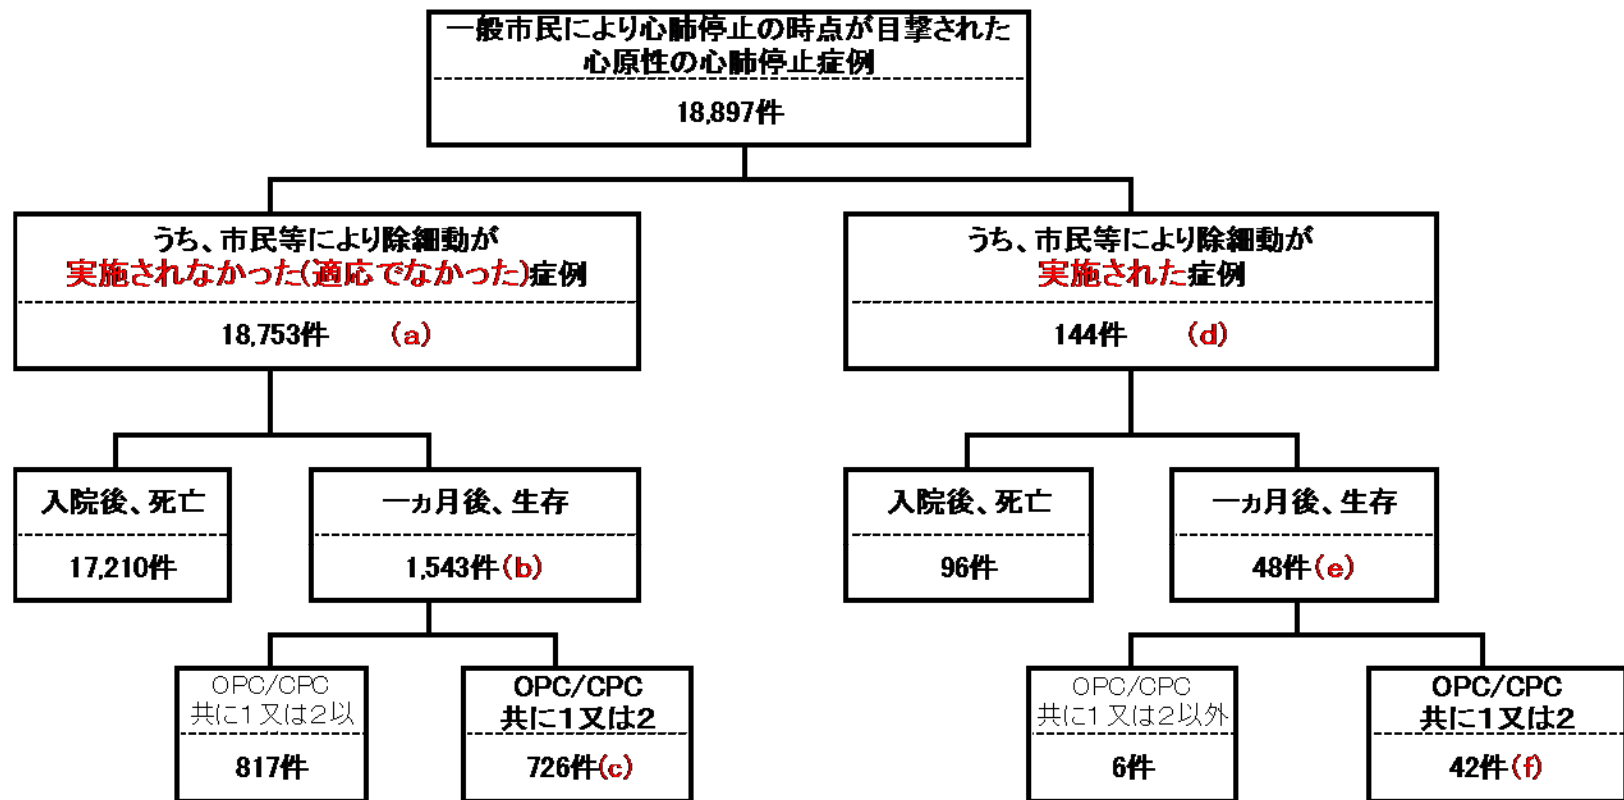 一般市民により心肺停止の時点が目撃された
心原性の心肺停止症例
18,897件
うち、市民等により除細動が
実施されなかった(適応でなかった)症例
18,753件 (a)
うち、市民等により除細動が
実施された症例
144件 (d)
入院後、死亡
17,210件
一ヵ月後、生存
1,543件(b)
入院後、死亡
96件
一ヵ月後、生存
48件(e)
OPC/CPC
共に1又は2以
817件
OPC/CPC
共に1又は2
726件(c)
OPC/CPC
共に1又は2以外
6件
OPC/CPC
共に1又は2
42件(f)